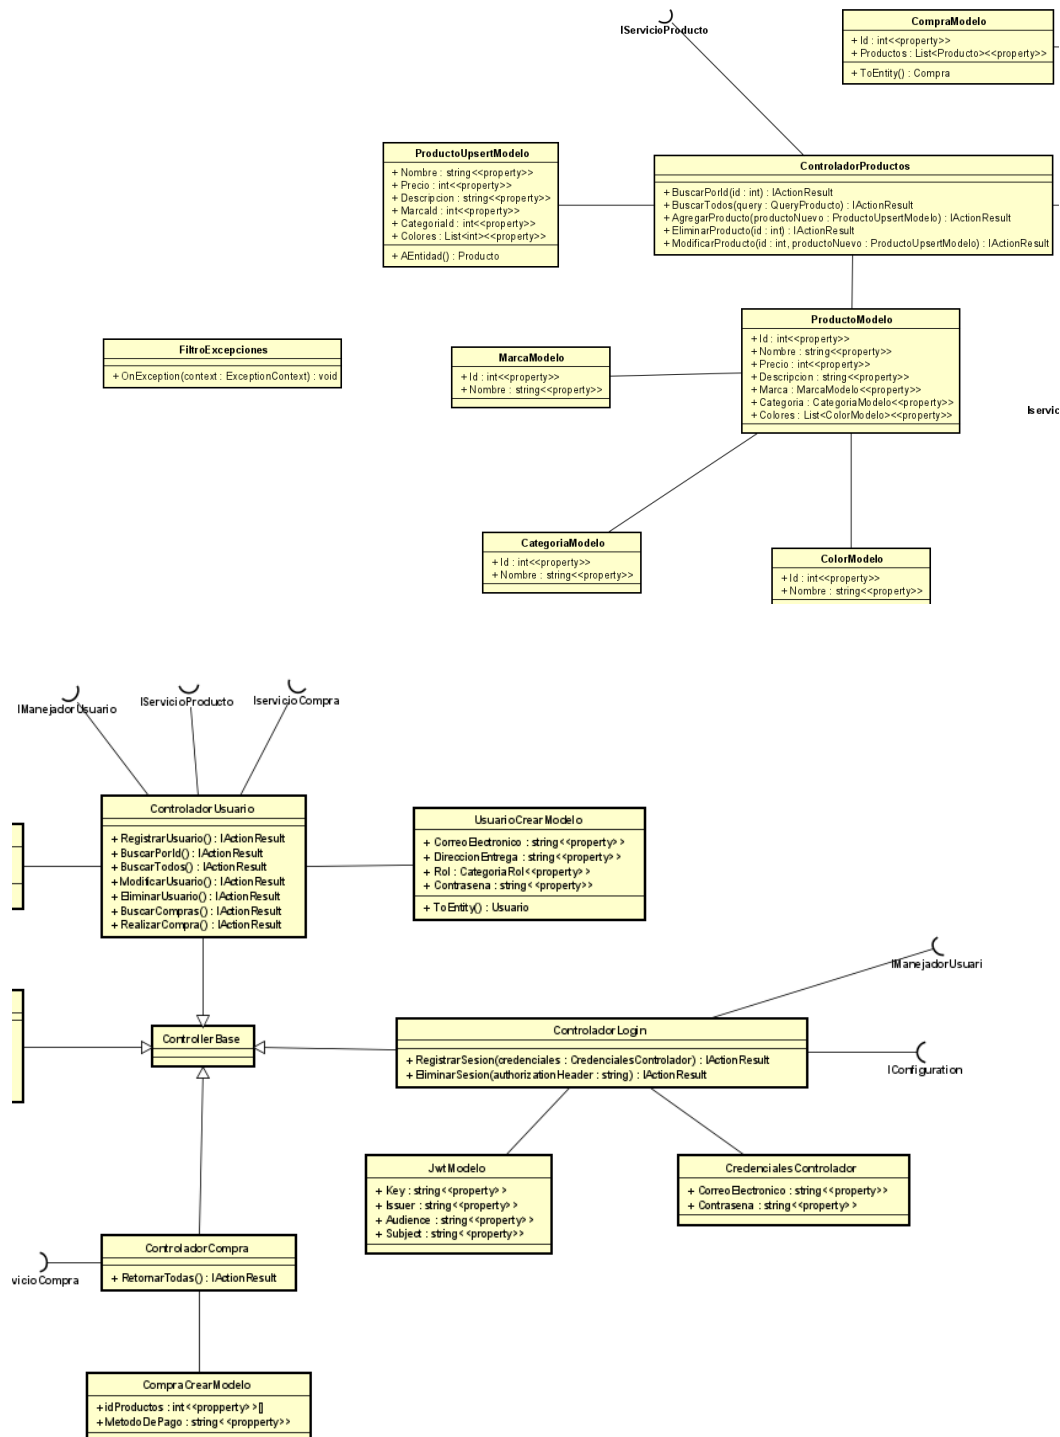 IServicioProducto
CompraModelo
+ Id : int<<property>>
+ Productos : List<Producto><<property>>
+ ToEntity() : Compra
ProductoUpsertModelo
+ Nombre : string<<property>>
+ Precio : int<<property>>
+ Descripcion : string<<property>>
+ MarcaId : int<<property>>
+ CategoriaId : int<<property>>
+ Colores : List<int><<property>>
+ AEntidad() : Producto
ControladorProductos
+ BuscarPorId(id : int) : IActionResult
+ BuscarTodos(query : QueryProducto) : IActionResult
+ AgregarProducto(productoNuevo : ProductoUpsertModelo) : IActionResult
+ EliminarProducto(id : int) : IActionResult
+ ModificarProducto(id : int, productoNuevo : ProductoUpsertModelo) : IActionResult
FiltroExcepciones
+ OnException(context : ExceptionContext) : void
MarcaModelo
+ Id : int<<property>>
+ Nombre : string<<property>>
ProductoModelo
+ Id : int<<property>>
+ Nombre : string<<property>>
+ Precio : int<<property>>
+ Descripcion : string<<property>>
+ Marca : MarcaModelo<<property>>
+ Categoria : CategoriaModelo<<property>>
+ Colores : List<ColorModelo><<property>>
Iservic
CategoriaModelo
+ Id : int<<property>>
+ Nombre : string<<property>>
ColorModelo
+ Id : int<<property>>
+ Nombre : string<<property>>
IManejadorUsuario
IServicioProducto
IservicioCompra
ControladorUsuario
+ RegistrarUsuario() : IActionResult
+ BuscarPorId() : IActionResult
+ BuscarTodos() : IActionResult
+ ModificarUsuario() : IActionResult
+ EliminarUsuario() : IActionResult
+ BuscarCompras() : IActionResult
+ RealizarCompra() : IActionResult
UsuarioCrearModelo
+ CorreoElectronico : string<<property>>
+ DireccionEntrega : string<<property>>
+ Rol : CategoriaRol<<property>>
+ Contrasena : string<<property>>
+ ToEntity() : Usuario
IManejadorUsuari
ControllerBase
ControladorLogin
+ RegistrarSesion(credenciales : CredencialesControlador) : IActionResult
+ EliminarSesion(authorizationHeader : string) : IActionResult
IConfiguration
JwtModelo
+ Key : string<<property>>
+ Issuer : string<<property>>
+ Audience : string<<property>>
+ Subject : string<<property>>
CredencialesControlador
+ CorreoElectronico : string<<property>>
+ Contrasena : string<<property>>
ControladorCompra
+ RetornarTodas() : IActionResult
vicioCompra
CompraCrearModelo
+ idProductos : int<<propperty>>[]
+ MetodoDePago : string<<propperty>>